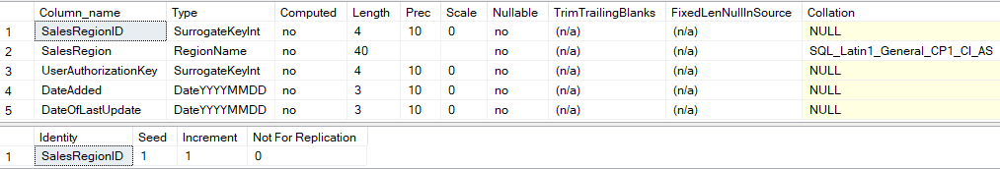 Column_name Type Computed Length Prec Scale Nullable TrimTrailingBlanks FixedLenNullInSource Collation
1 SalesRegionID SurrogateKeyInt no 4 10 0 no (n/a) (n/a) NULL
2 SalesRegion RegionName no 40 no (n/a) (n/a) SQL_Latin1_General_CP1_CI_AS
3 UserAuthorizationKey SurrogateKeyInt no 4 10 0 no (n/a) (n/a) NULL
4 DateAdded DateYYYYMMDD no 3 10 0 no (n/a) (n/a) NULL
5 DateOfLastUpdate DateYYYYMMDD no 3 10 0 no (n/a) (n/a) NULL
Identity Seed Increment Not For Replication
1 SalesRegionID 1 1 0